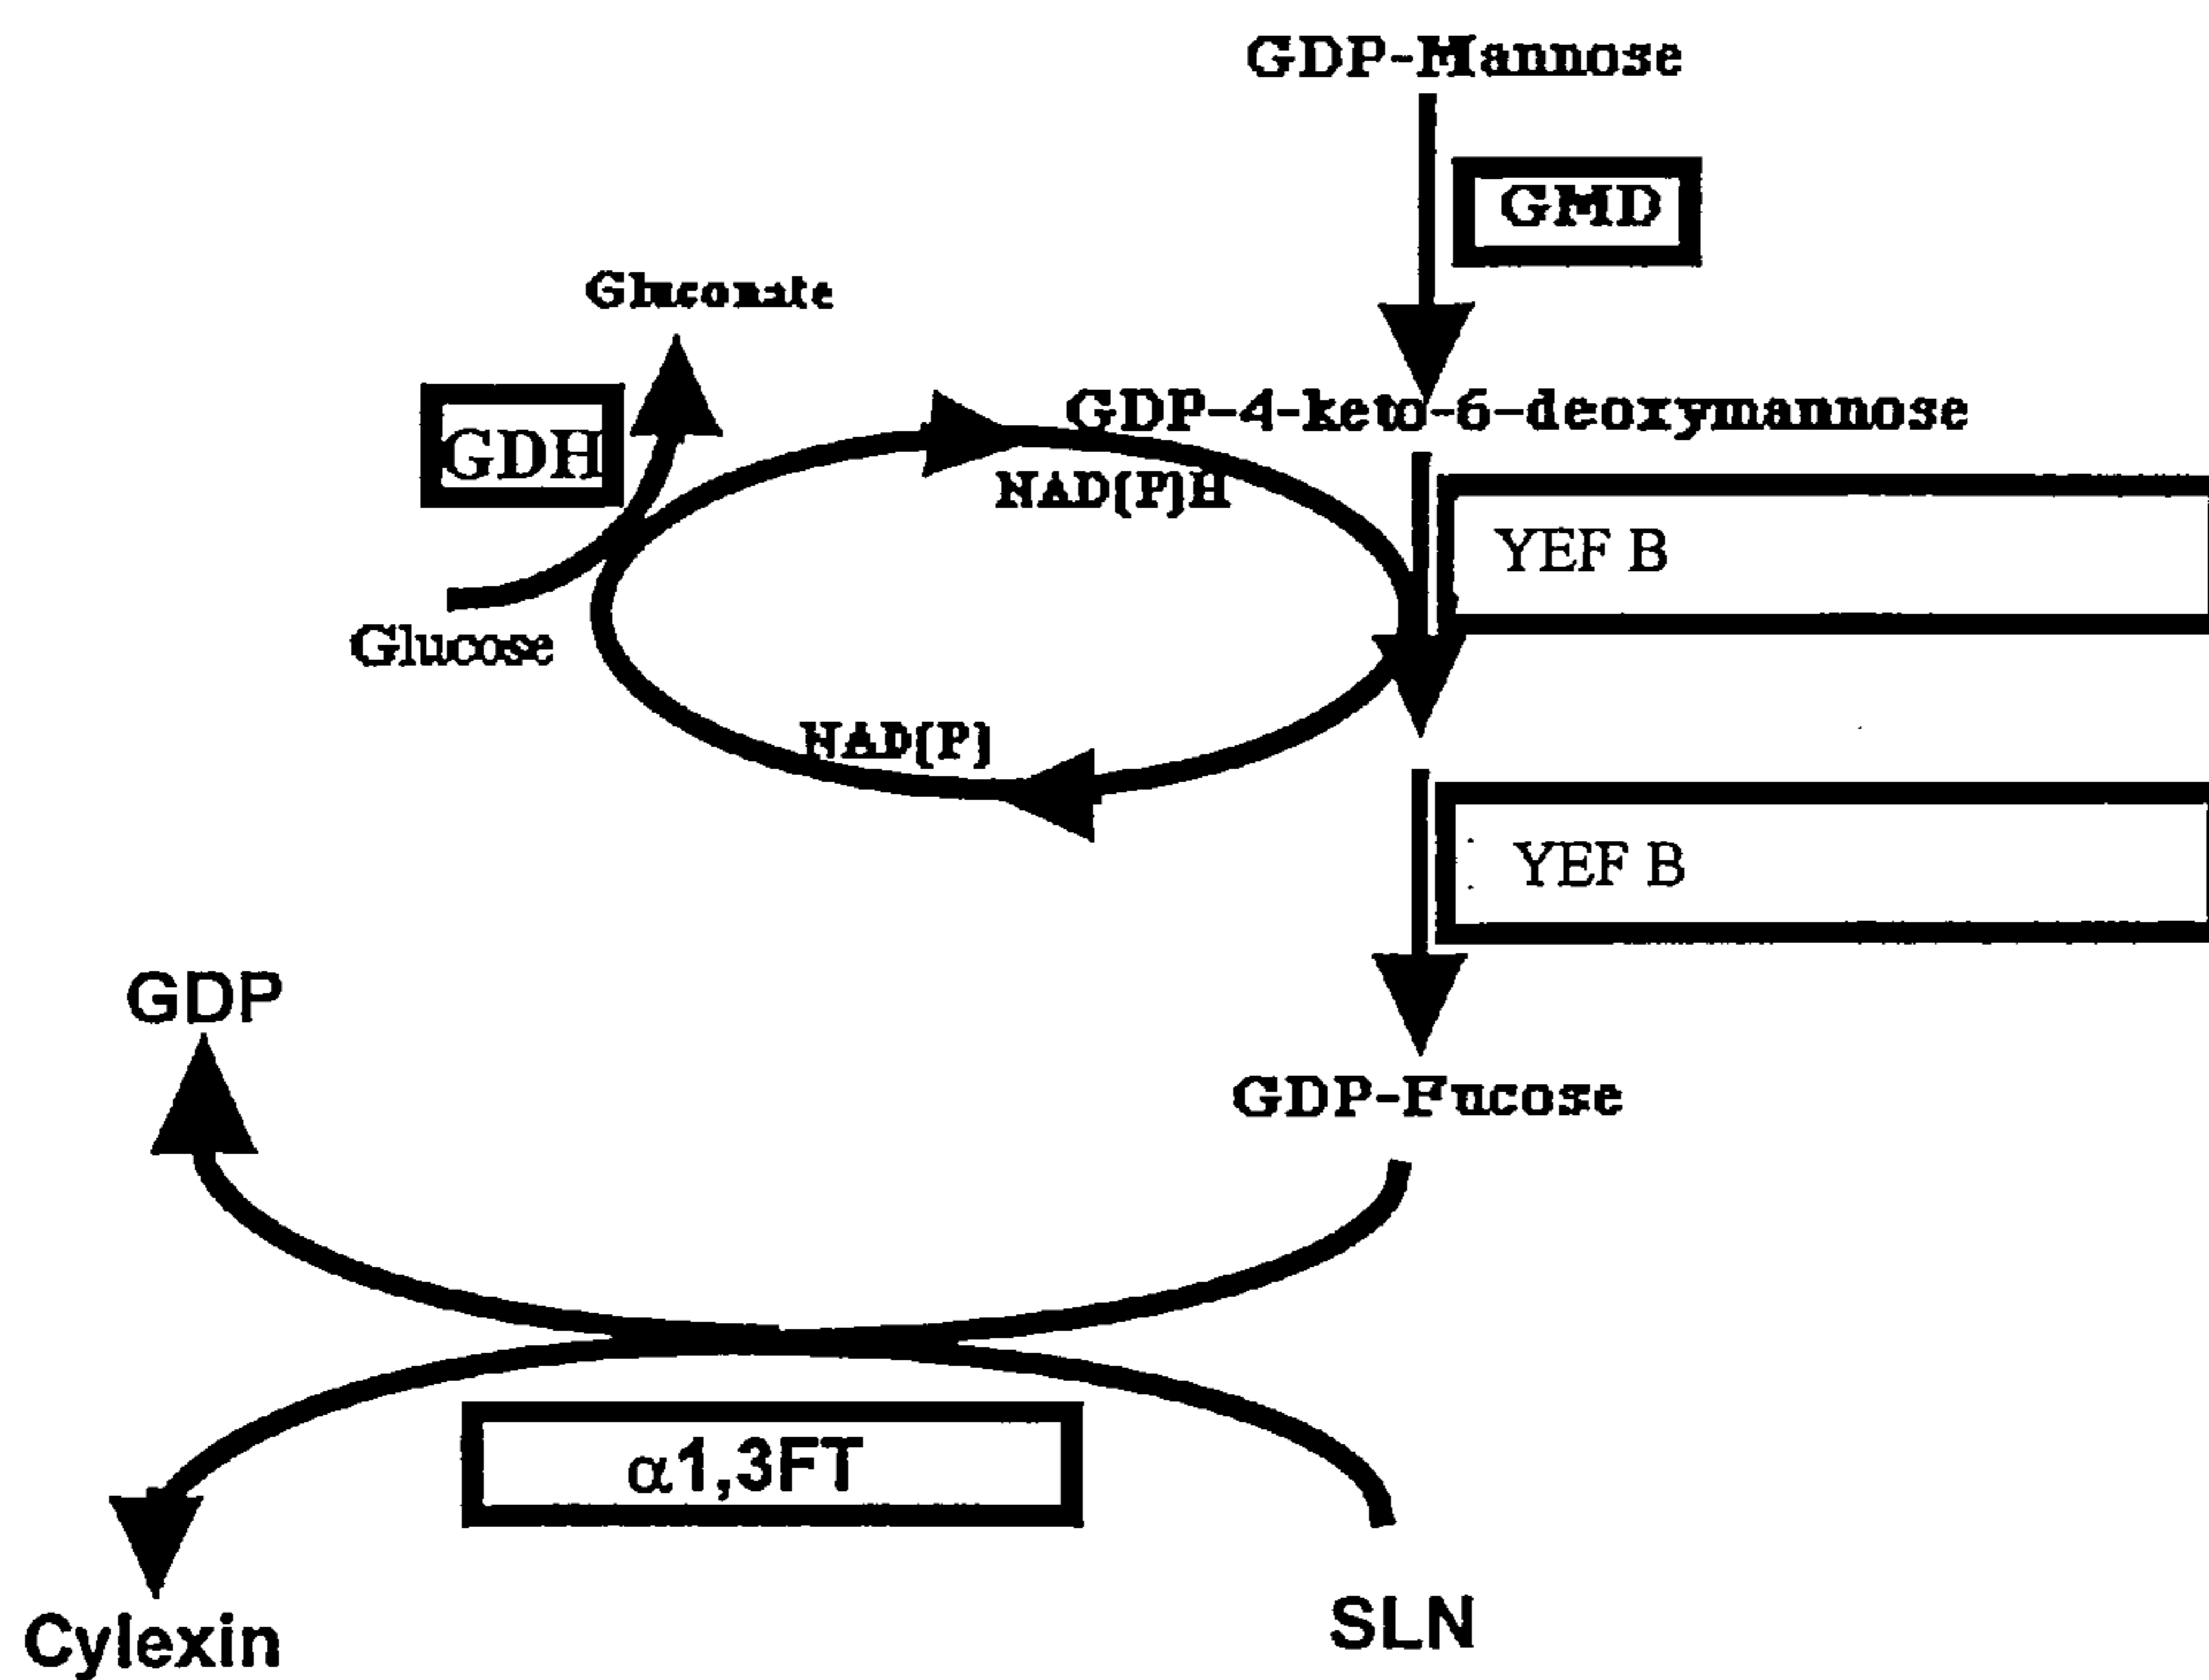 GDP-Mannose
GMD
Gluconate
GDP-4-keto-6-deoxymannose
GDH
NAD(P)H
YEF B
Glucose
NAD(P)
YEF B
GDP
GDP-Fucose
α1,3FT
Cylexin
SLN